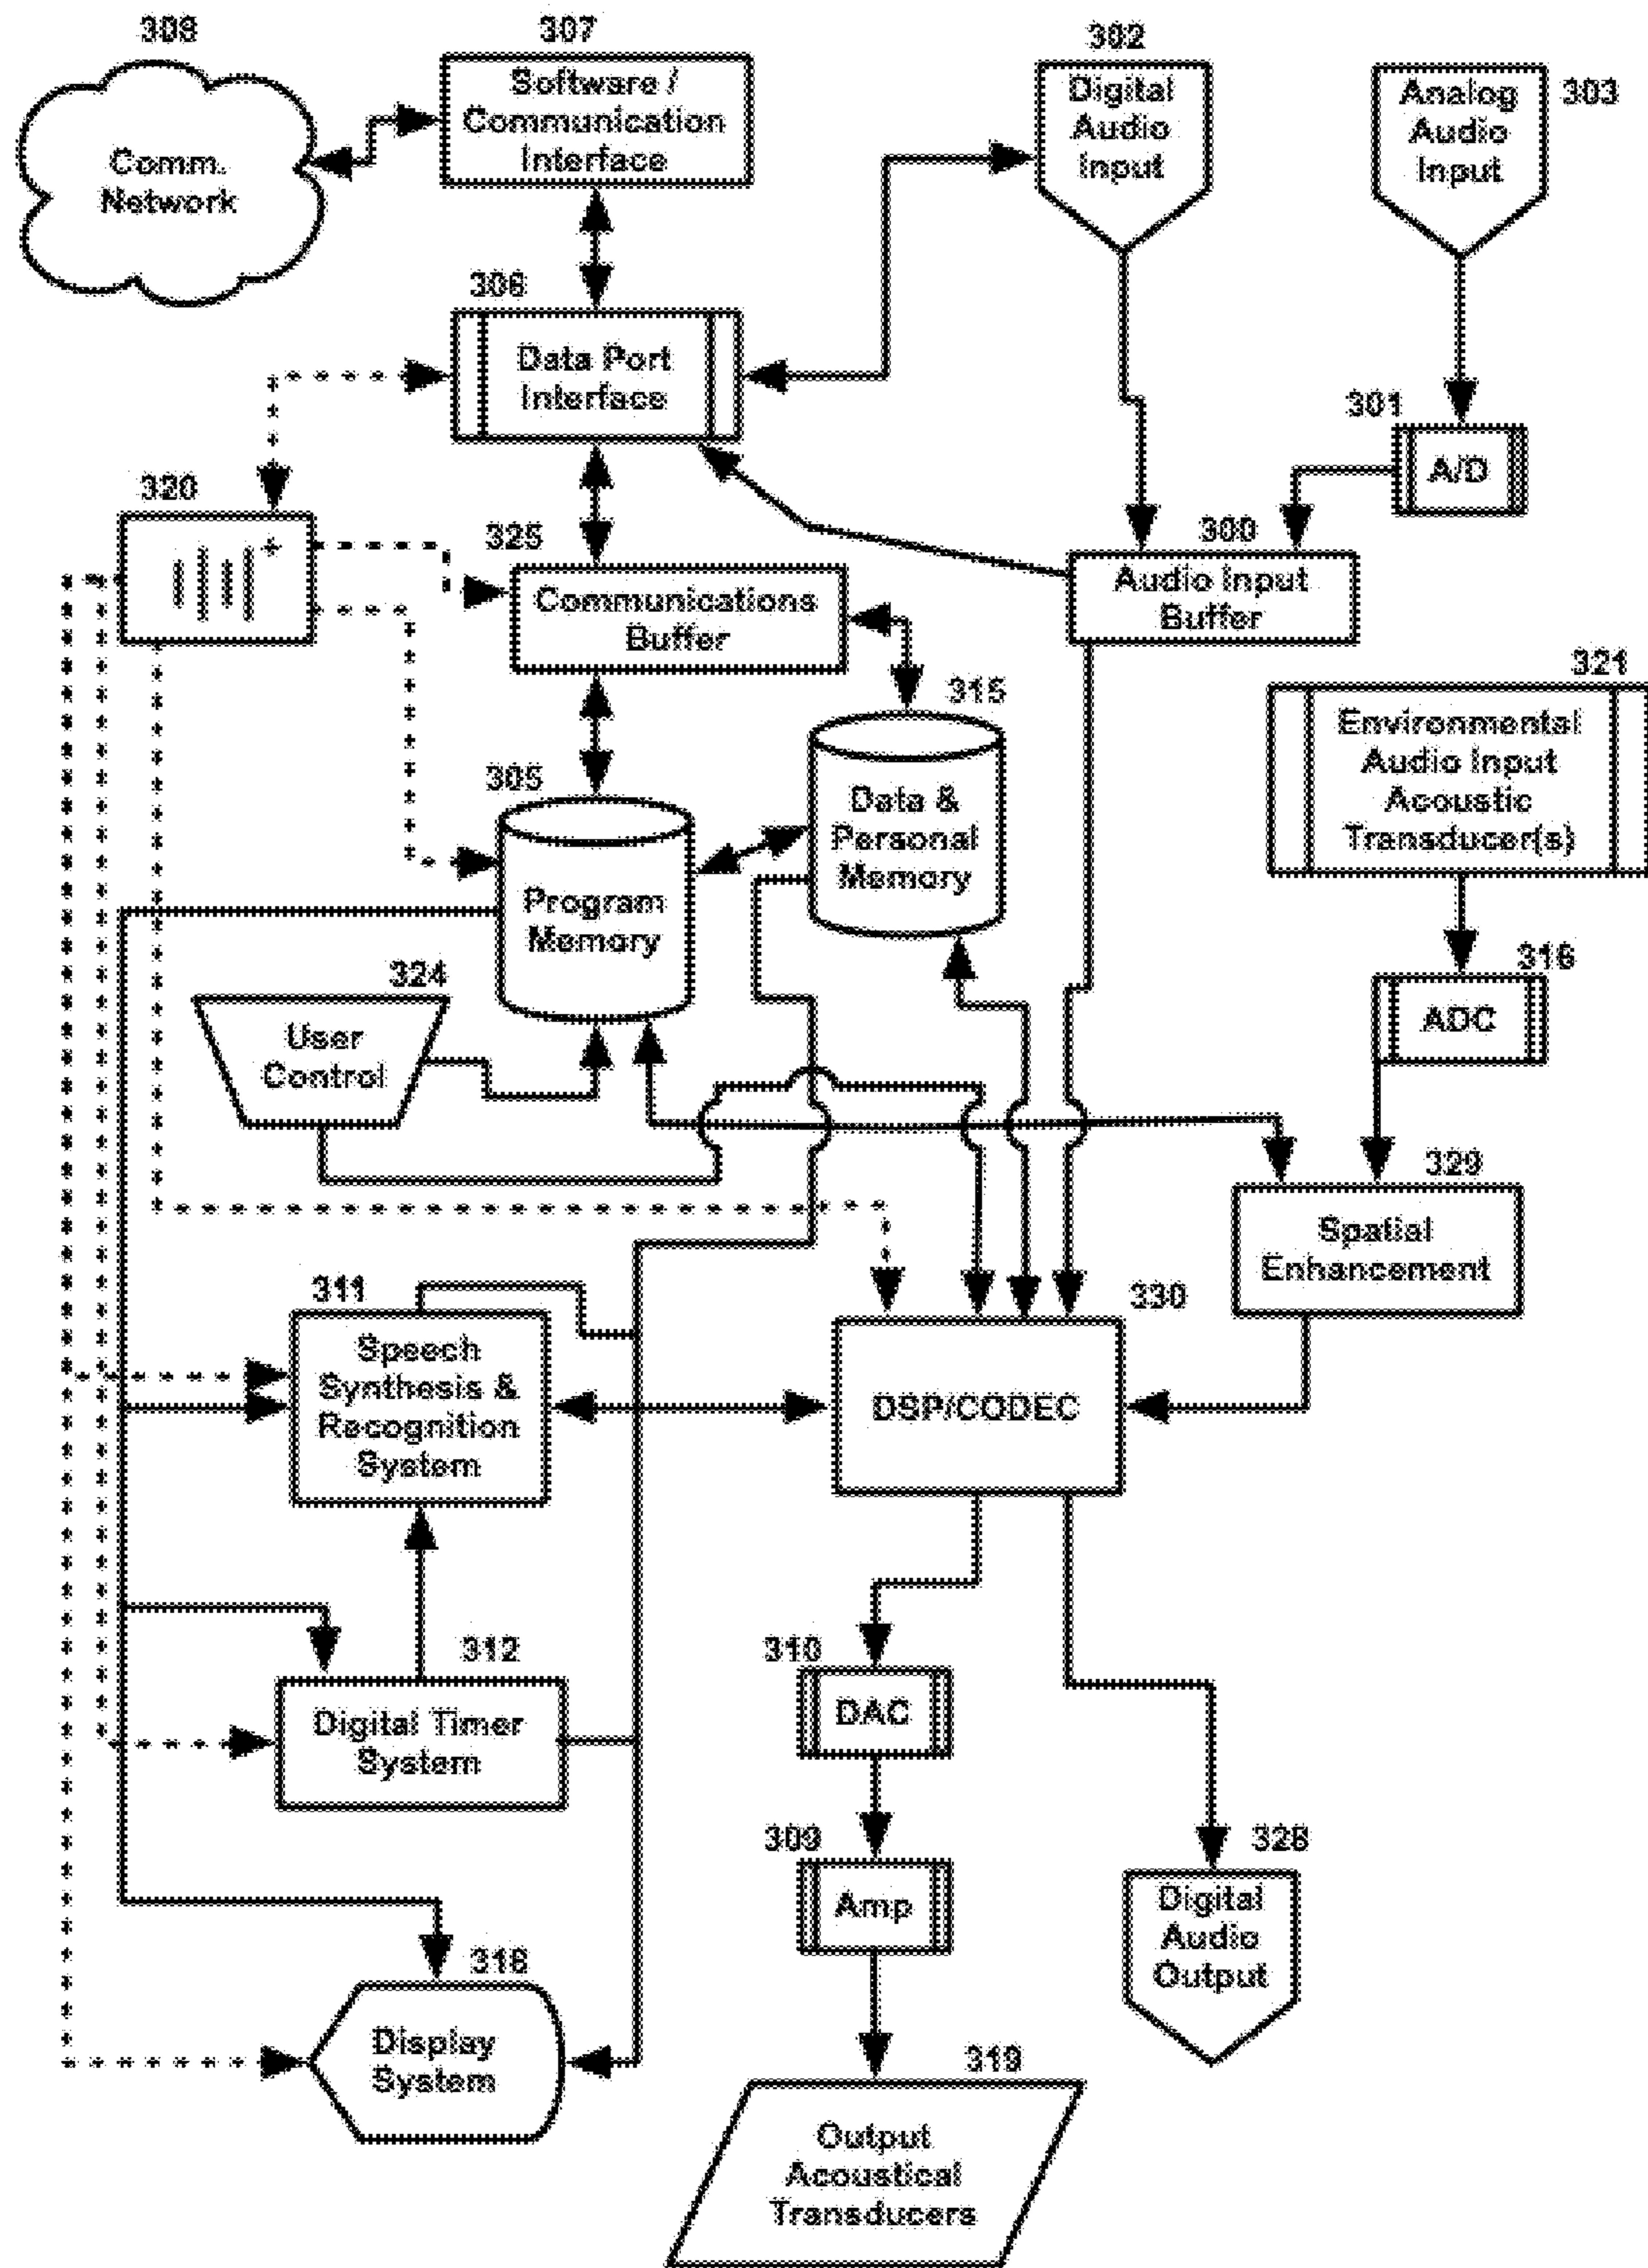 308
307
302
303
Comm.
Network
Software /
Communication
Interface
Digital
Audio
Input
Analog
Audio
Input
306
Data Port
Interface
301
A/D
320
+
325
Communications
Buffer
300
Audio Input
Buffer
321
Environmental
Audio Input
Acoustic
Transducer(s)
315
Data &
Personal
Memory
305
Program
Memory
316
ADC
324
User
Control
329
Spatial
Enhancement
311
Speech
Synthesis &
Recognition
System
330
DSP/CODEC
312
Digital Timer
System
310
DAC
309
Amp
328
Digital
Audio
Output
318
Display
System
319
Output
Acoustical
Transducers